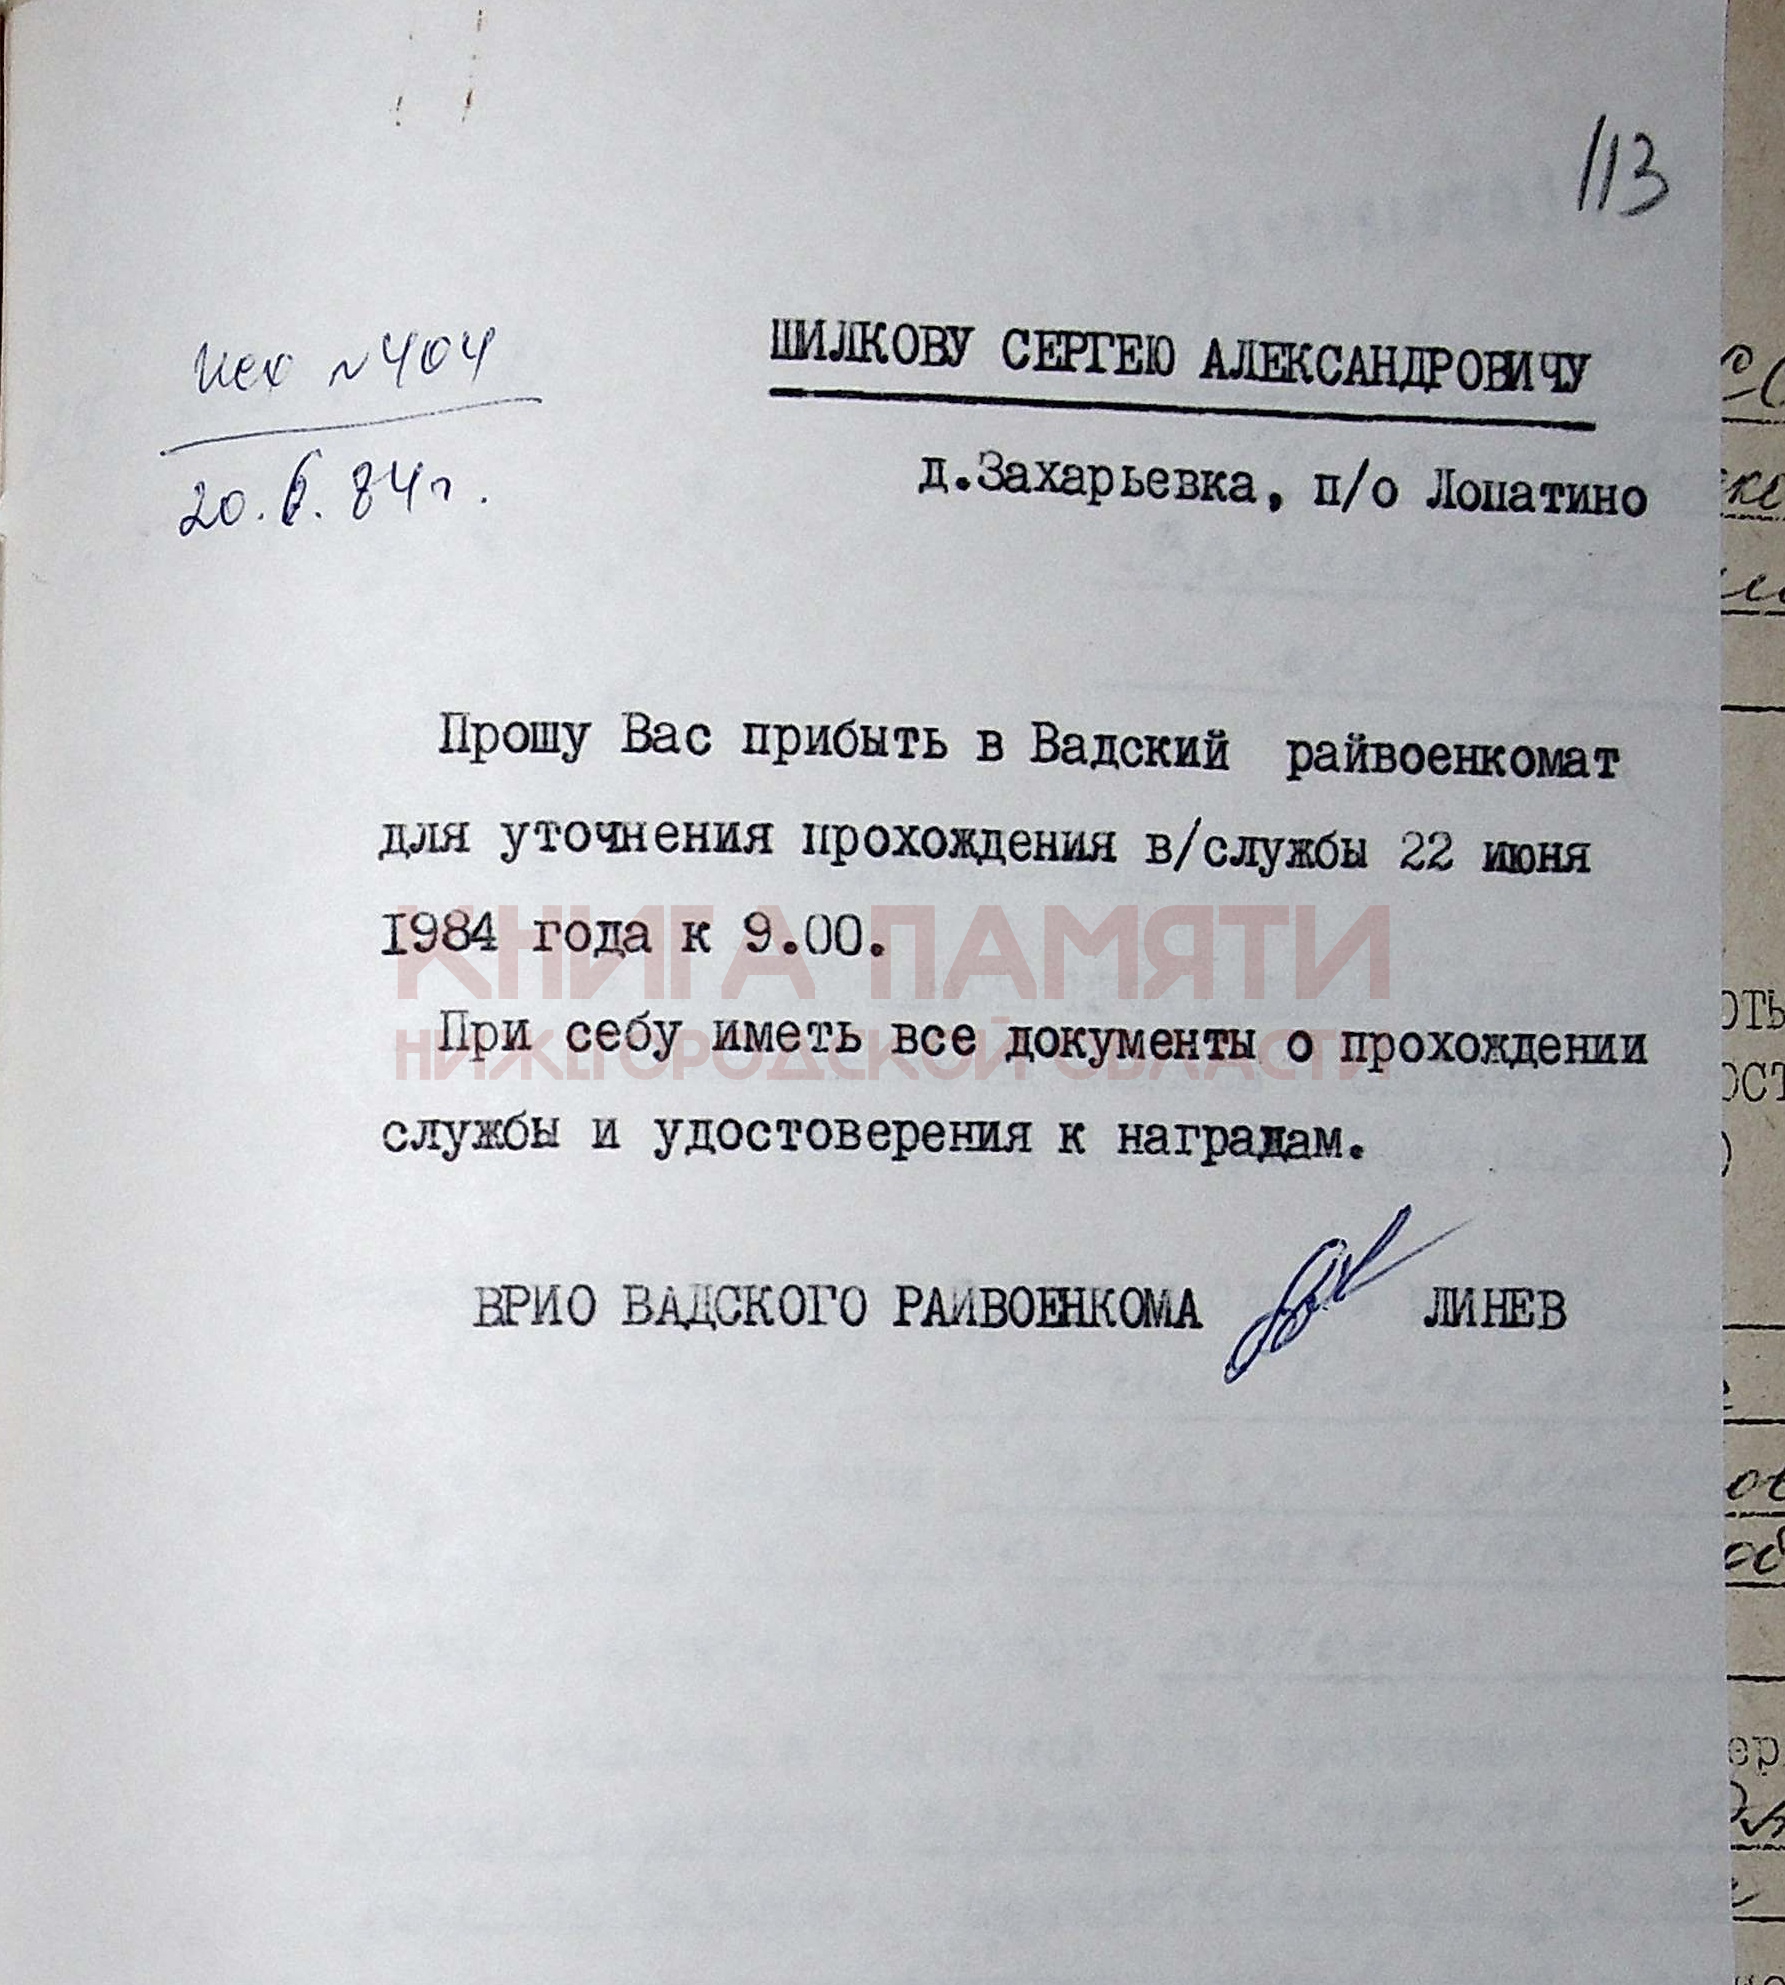 113
исх N 404
20.6.84г.
ШИЛКОВУ СЕРГЕЮ АЛЕКСАНДРОВИЧУ
д.Захарьевка, п/о Лопатино
Прошу Вас прибыть в Вадский райвоенкомат
для уточнения прохождения в/службы 22 июня
1984 года к 9.00.
КНИГА ПАМЯТИ
При себу иметь все документы о прохождении
НИЖЕГОРОДСКОЙ ОБЛАСТИ
службы и удостоверения к наградам.
ВРИО ВАДСКОГО РАЙВОЕНКОМА ЛИНЕВ